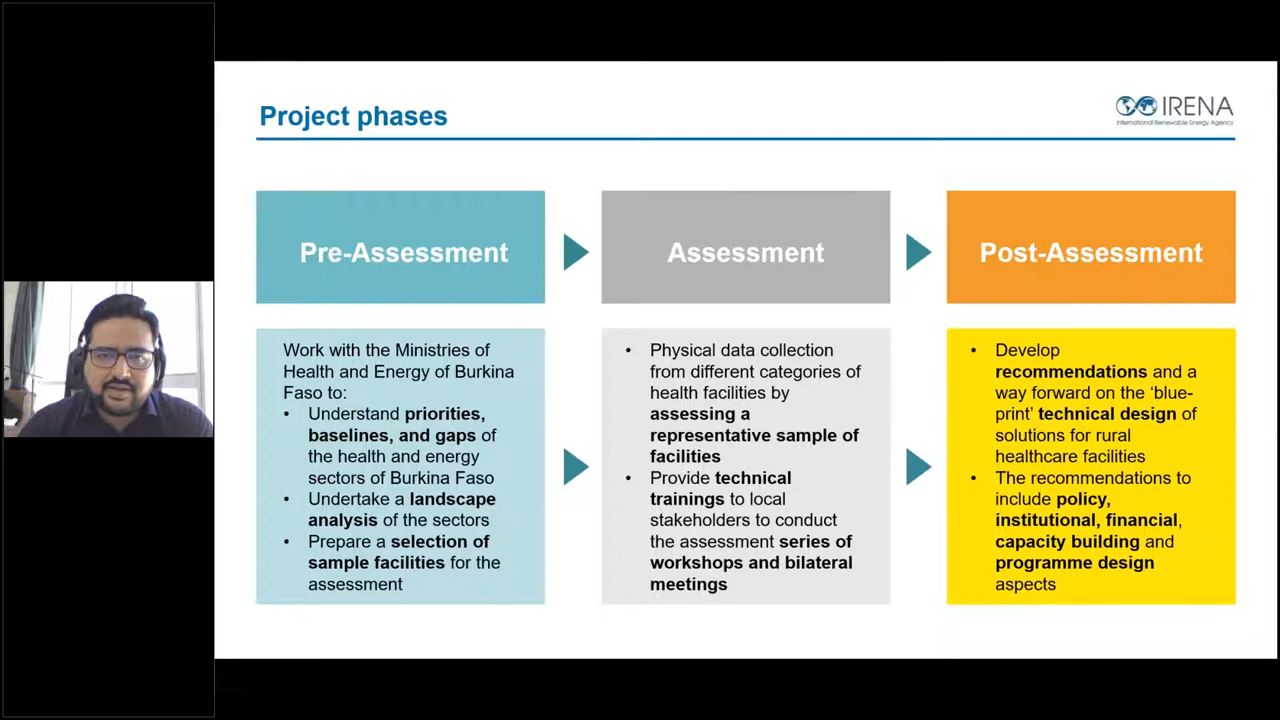 Project phases
IRENA
International Renewable Energy Agency
Pre-Assessment
Assessment
Post-Assessment
Work with the Ministries of
Health and Energy of Burkina
Faso to:
• Understand priorities,
baselines, and gaps of
the health and energy
sectors of Burkina Faso
• Undertake a landscape
analysis of the sectors
• Prepare a selection of
sample facilities for the
assessment
• Physical data collection
from different categories of
health facilities by
assessing a
representative sample of
facilities
• Provide technical
trainings to local
stakeholders to conduct
the assessment series of
workshops and bilateral
meetings
• Develop
recommendations and a
way forward on the ‘blue-
print’ technical design of
solutions for rural
healthcare facilities
• The recommendations to
include policy,
institutional, financial,
capacity building and
programme design
aspects